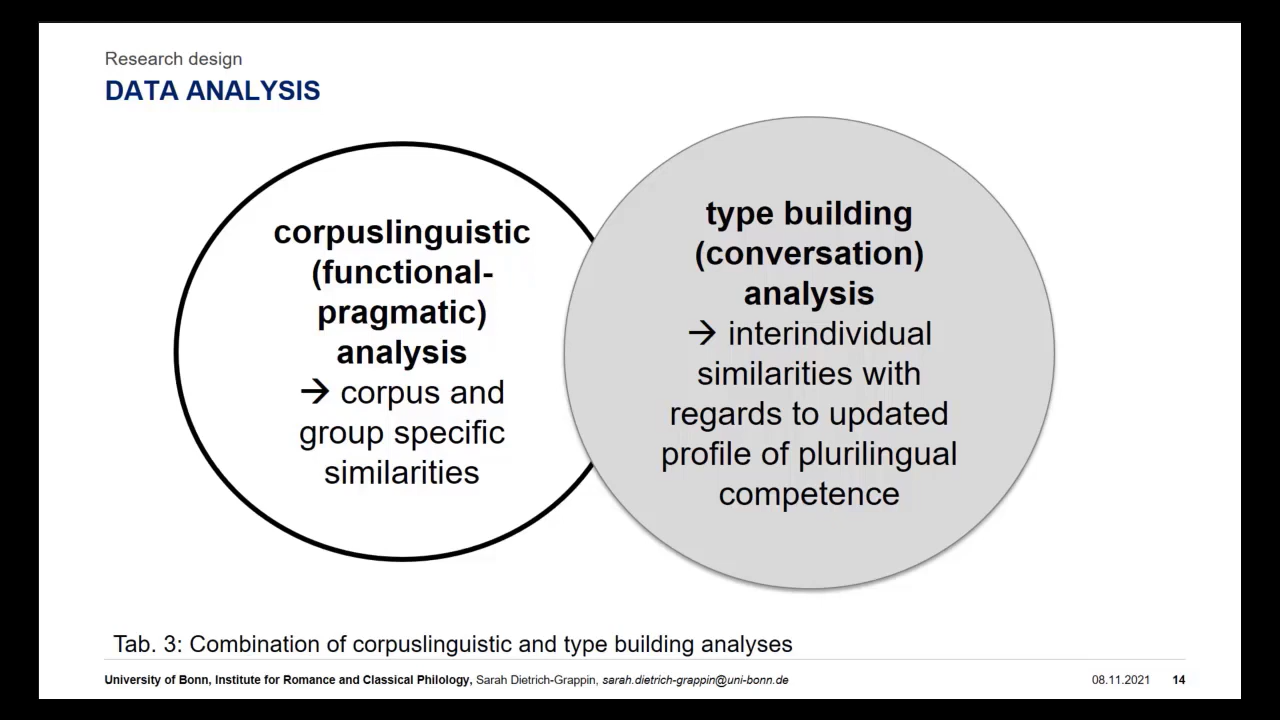 Research design
DATA ANALYSIS
corpuslinguistic
(functional-
pragmatic)
analysis
→ corpus and
group specific
similarities
type building
(conversation)
analysis
→ interindividual
similarities with
regards to updated
profile of plurilingual
competence
Tab. 3: Combination of corpuslinguistic and type building analyses
University of Bonn, Institute for Romance and Classical Philology, Sarah Dietrich-Grappin, sarah.dietrich-grappin@uni-bonn.de 08.11.2021 14